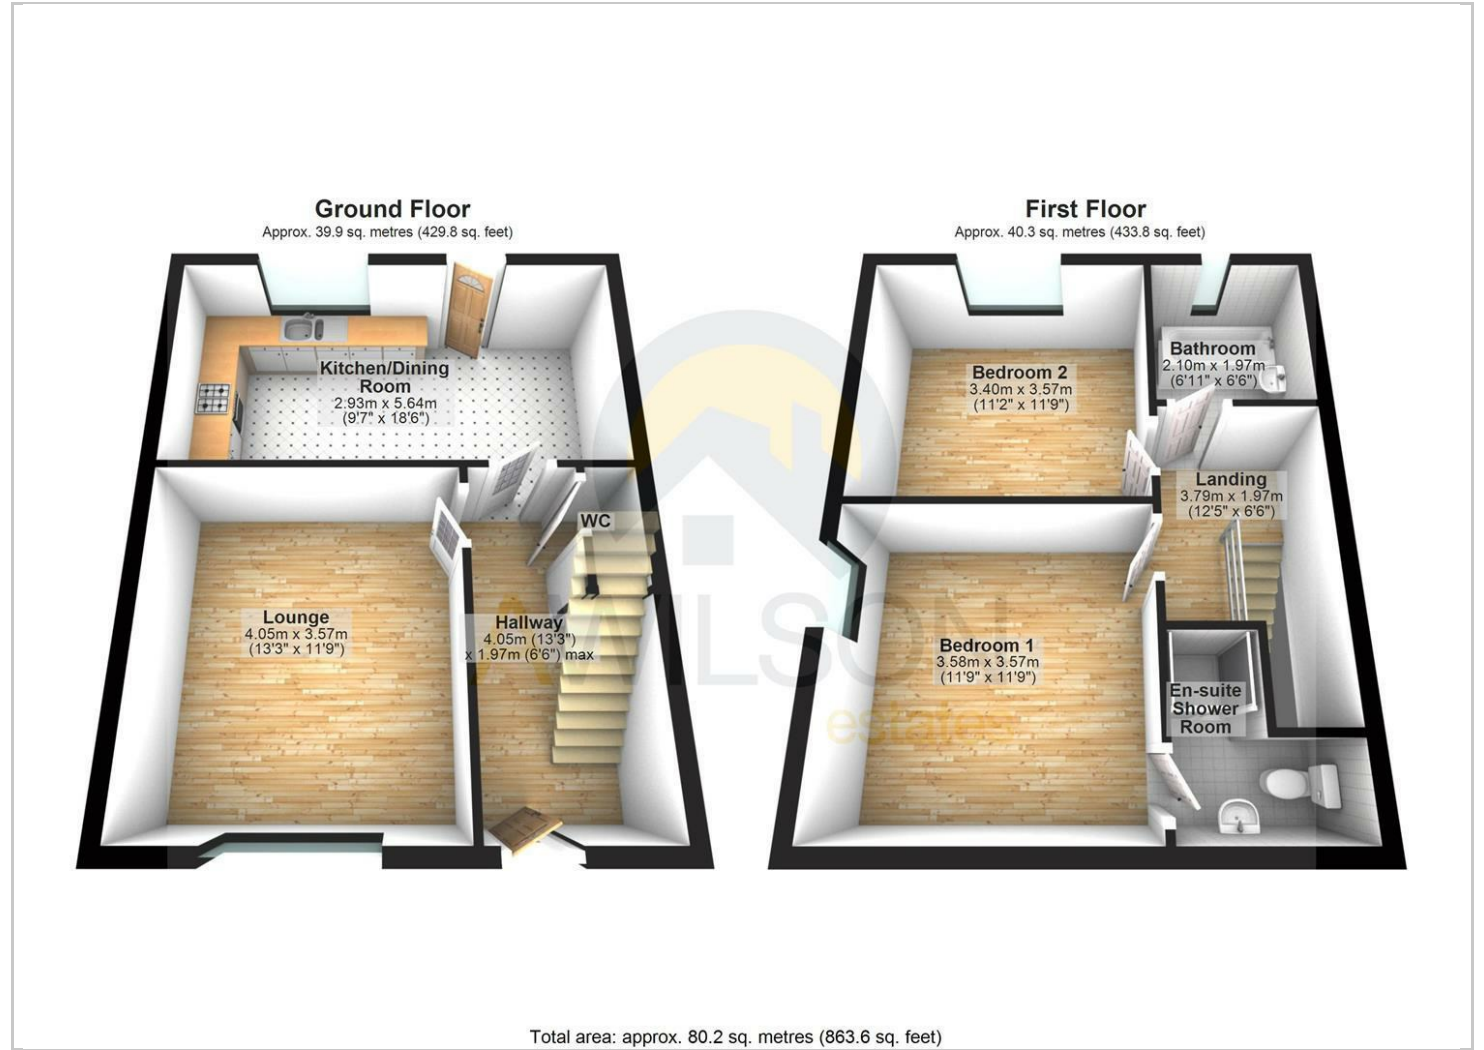 Ground Floor
Approx. 39.9 sq. metres (429.8 sq. feet)
Kitchen/Dining
Room
2.93m x 5.64m
(9'7" x 18'6")
WC
Lounge
4.05m x 3.57m
(13'3" x 11'9")
Hallway
4.05m (13'3")
x 1.97m (6'6") max
First Floor
Approx. 40.3 sq. metres (433.8 sq. feet)
Bedroom 2
3.40m x 3.57m
(11'2" x 11'9")
Bathroom
2.10m x 1.97m
(6'11" x 6'6")
Landing
3.79m x 1.97m
(12'5" x 6'6")
Bedroom 1
3.58m x 3.57m
(11'9" x 11'9")
En-suite
Shower
Room
AWILSON
estates
Total area: approx. 80.2 sq. metres (863.6 sq. feet)